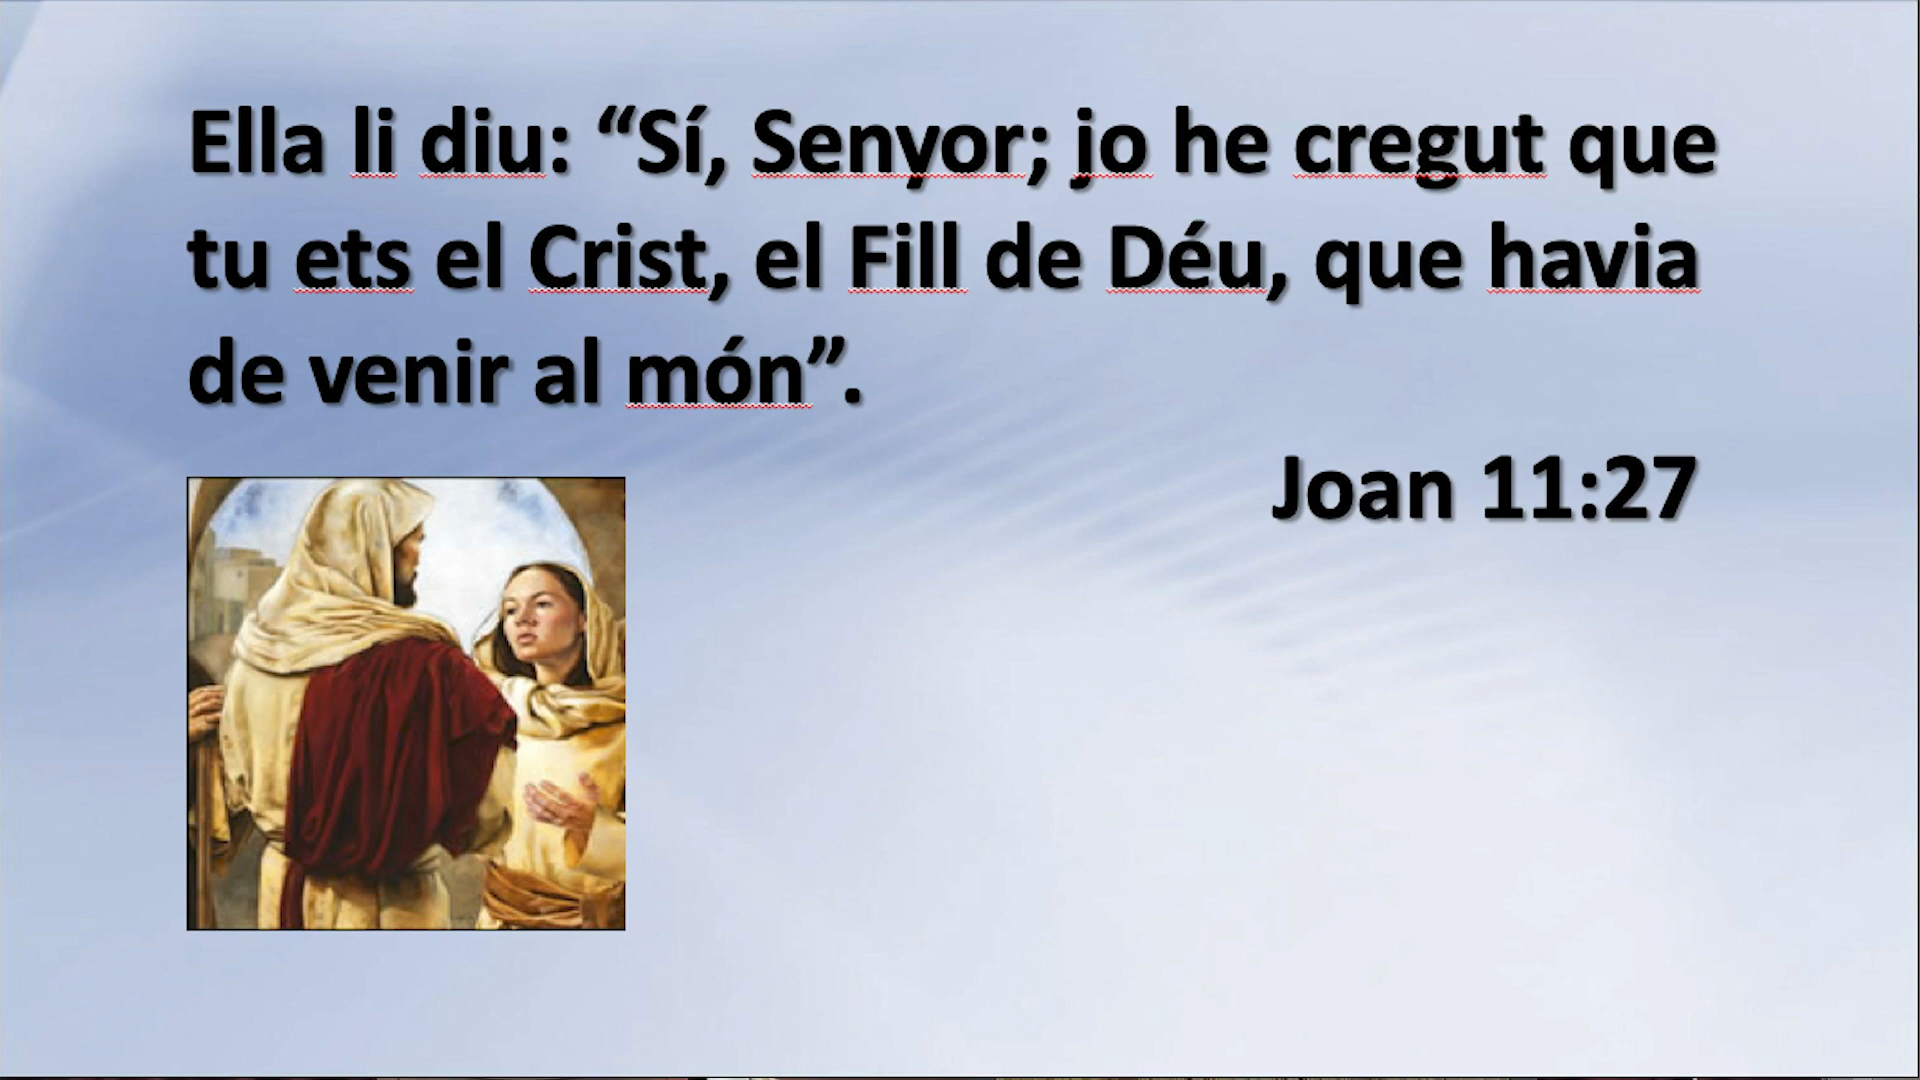 Ella li diu: “Sí, Senyor; jo he cregut que
tu ets el Crist, el Fill de Déu, que havia
de venir al món”.
Joan 11:27